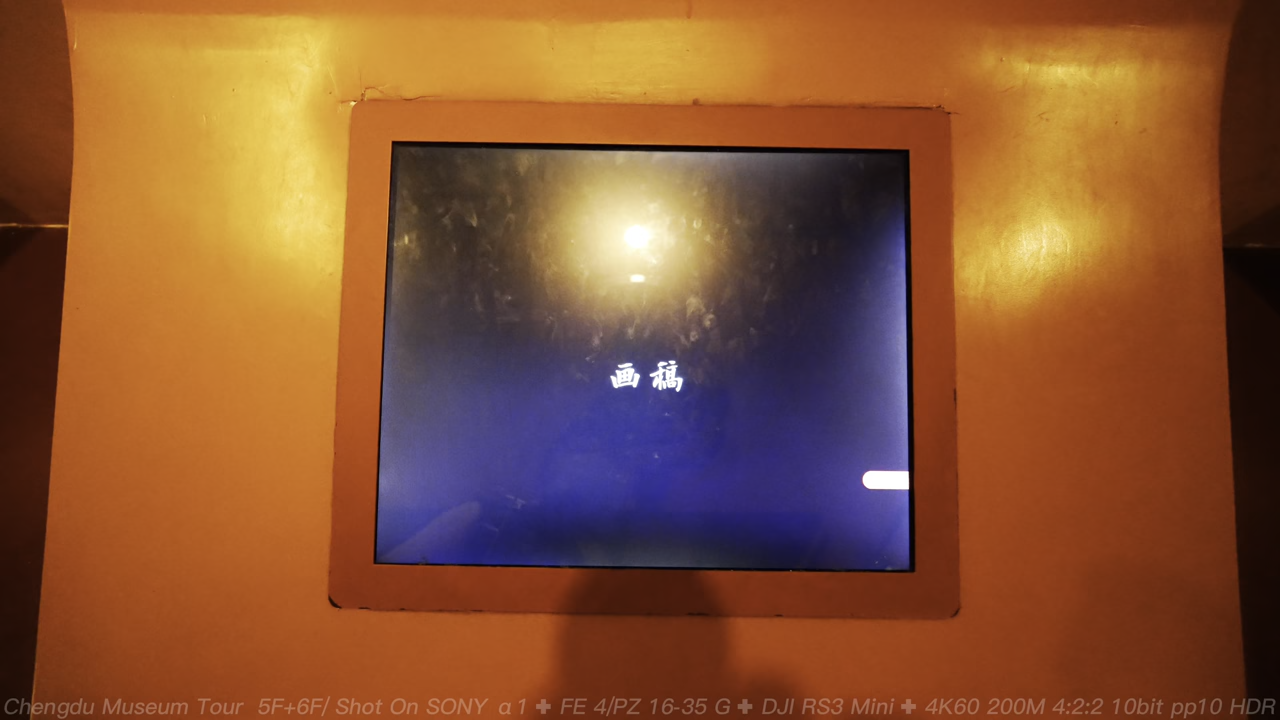 画稿
Chengdu Museum Tour 5F+6F/ Shot On SONY α1 ✚ FE 4/PZ 16-35 G ✚ DJI RS3 Mini ✚ 4K60 200M 4:2:2 10bit pp10 HDR